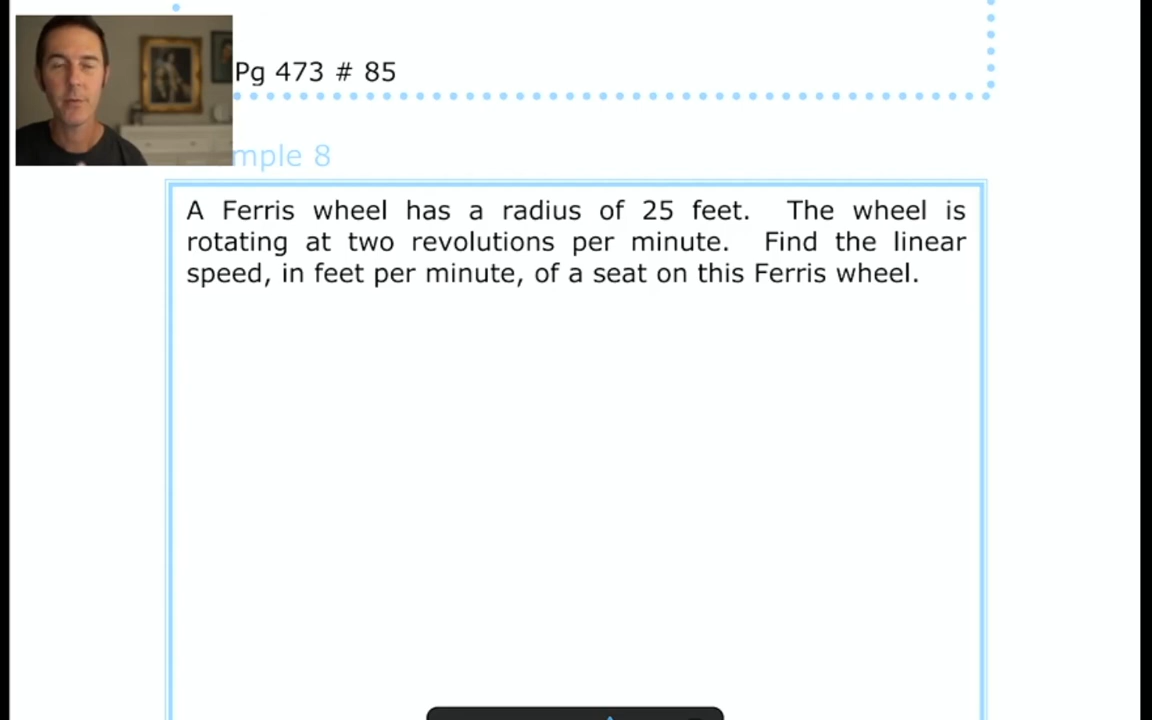 Pg 473 # 85
mple 8
A Ferris wheel has a radius of 25 feet. The wheel is
rotating at two revolutions per minute. Find the linear
speed, in feet per minute, of a seat on this Ferris wheel.